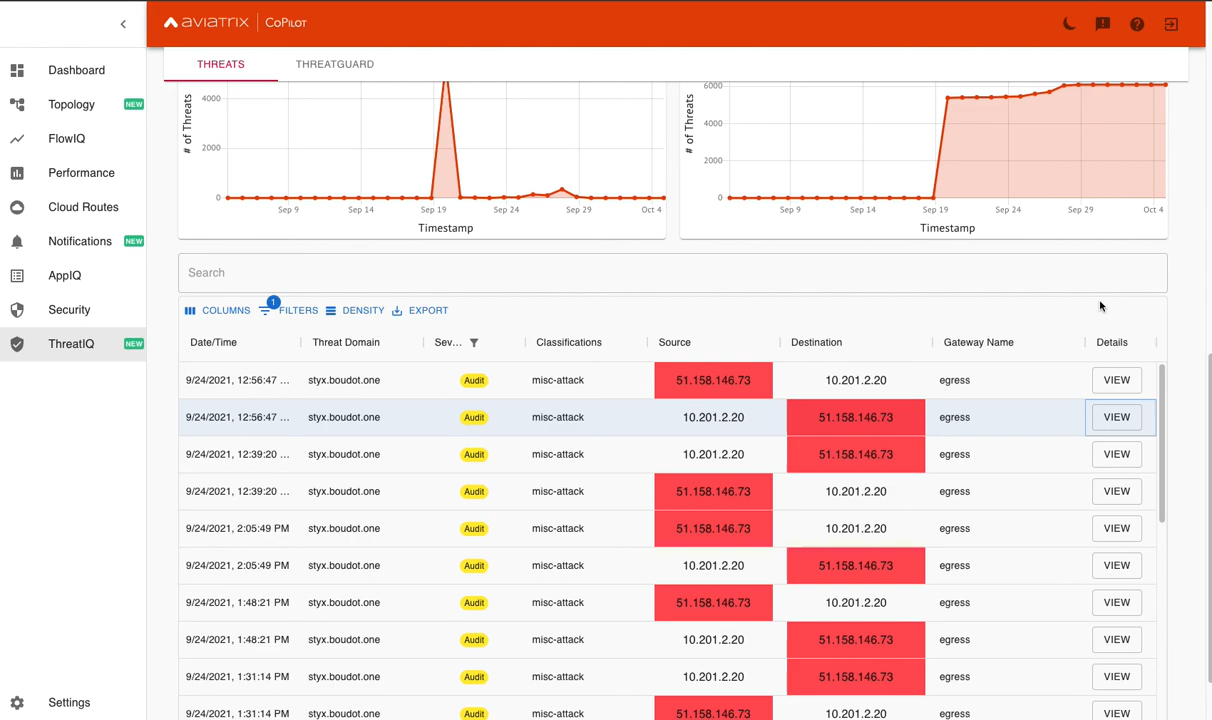 aviatrix CoPilot
THREATS THREATGUARD
Dashboard
Topology NEW
FlowIQ
Performance
Cloud Routes
Notifications NEW
AppIQ
Security
ThreatIQ NEW
Settings
# of Threats
4000
2000
0
Sep 9 Sep 14 Sep 19 Sep 24 Sep 29 Oct 4
Timestamp
# of Threats
6000
4000
2000
0
Sep 9 Sep 14 Sep 19 Sep 24 Sep 29 Oct 4
Timestamp
Search
COLUMNS 1 FILTERS DENSITY EXPORT
Date/Time Threat Domain Sev... Classifications Source Destination Gateway Name Details
9/24/2021, 12:56:47 ... styx.boudot.one Audit misc-attack 51.158.146.73 10.201.2.20 egress VIEW
9/24/2021, 12:56:47 ... styx.boudot.one Audit misc-attack 10.201.2.20 51.158.146.73 egress VIEW
9/24/2021, 12:39:20 ... styx.boudot.one Audit misc-attack 10.201.2.20 51.158.146.73 egress VIEW
9/24/2021, 12:39:20 ... styx.boudot.one Audit misc-attack 51.158.146.73 10.201.2.20 egress VIEW
9/24/2021, 2:05:49 PM styx.boudot.one Audit misc-attack 51.158.146.73 10.201.2.20 egress VIEW
9/24/2021, 2:05:49 PM styx.boudot.one Audit misc-attack 10.201.2.20 51.158.146.73 egress VIEW
9/24/2021, 1:48:21 PM styx.boudot.one Audit misc-attack 51.158.146.73 10.201.2.20 egress VIEW
9/24/2021, 1:48:21 PM styx.boudot.one Audit misc-attack 10.201.2.20 51.158.146.73 egress VIEW
9/24/2021, 1:31:14 PM styx.boudot.one Audit misc-attack 10.201.2.20 51.158.146.73 egress VIEW
9/24/2021, 1:31:14 PM styx.boudot.one Audit misc-attack 51.158.146.73 10.201.2.20 egress VIEW